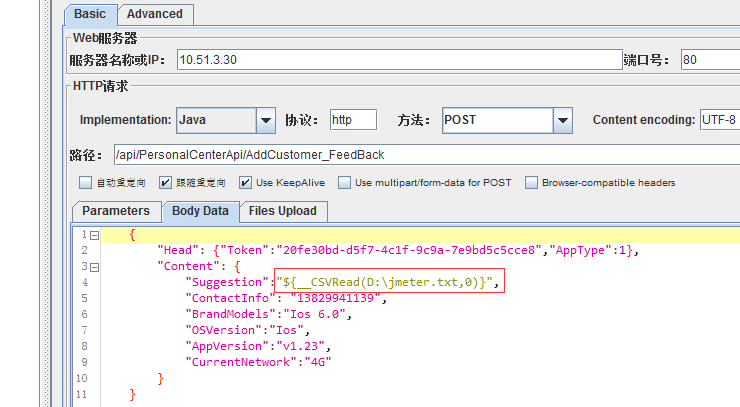 Basic Advanced
Web服务器
服务器名称或IP： 10.51.3.30 端口号： 80
HTTP请求
Implementation: Java 协议： http 方法： POST Content encoding: UTF-8
路径： /api/PersonalCenterApi/AddCustomer_FeedBack
自动重定向 跟随重定向 Use KeepAlive Use multipart/form-data for POST Browser-compatible headers
Parameters Body Data Files Upload
1 {
2 "Head": {"Token":"20fe30bd-d5f7-4c1f-9c9a-7e9bd5c5cce8","AppType":1},
3 "Content": {
4 "Suggestion":"${__CSVRead(D:\jmeter.txt,0)}",
5 "ContactInfo": "13829941139",
6 "BrandModels":"Ios 6.0",
7 "OSVersion":"Ios",
8 "AppVersion":"v1.23",
9 "CurrentNetwork":"4G"
10 }
11 }